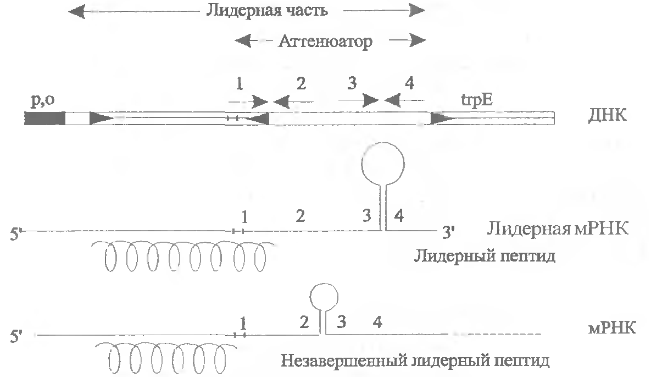 Лидерная часть
Аттенюатор
1 2 3 4
p,o trpE
ДНК
1 2 3 4
5' 3' Лидерная мРНК
Лидерный пептид
1 2 3 4
5' мРНК
Незавершенный лидерный пептид